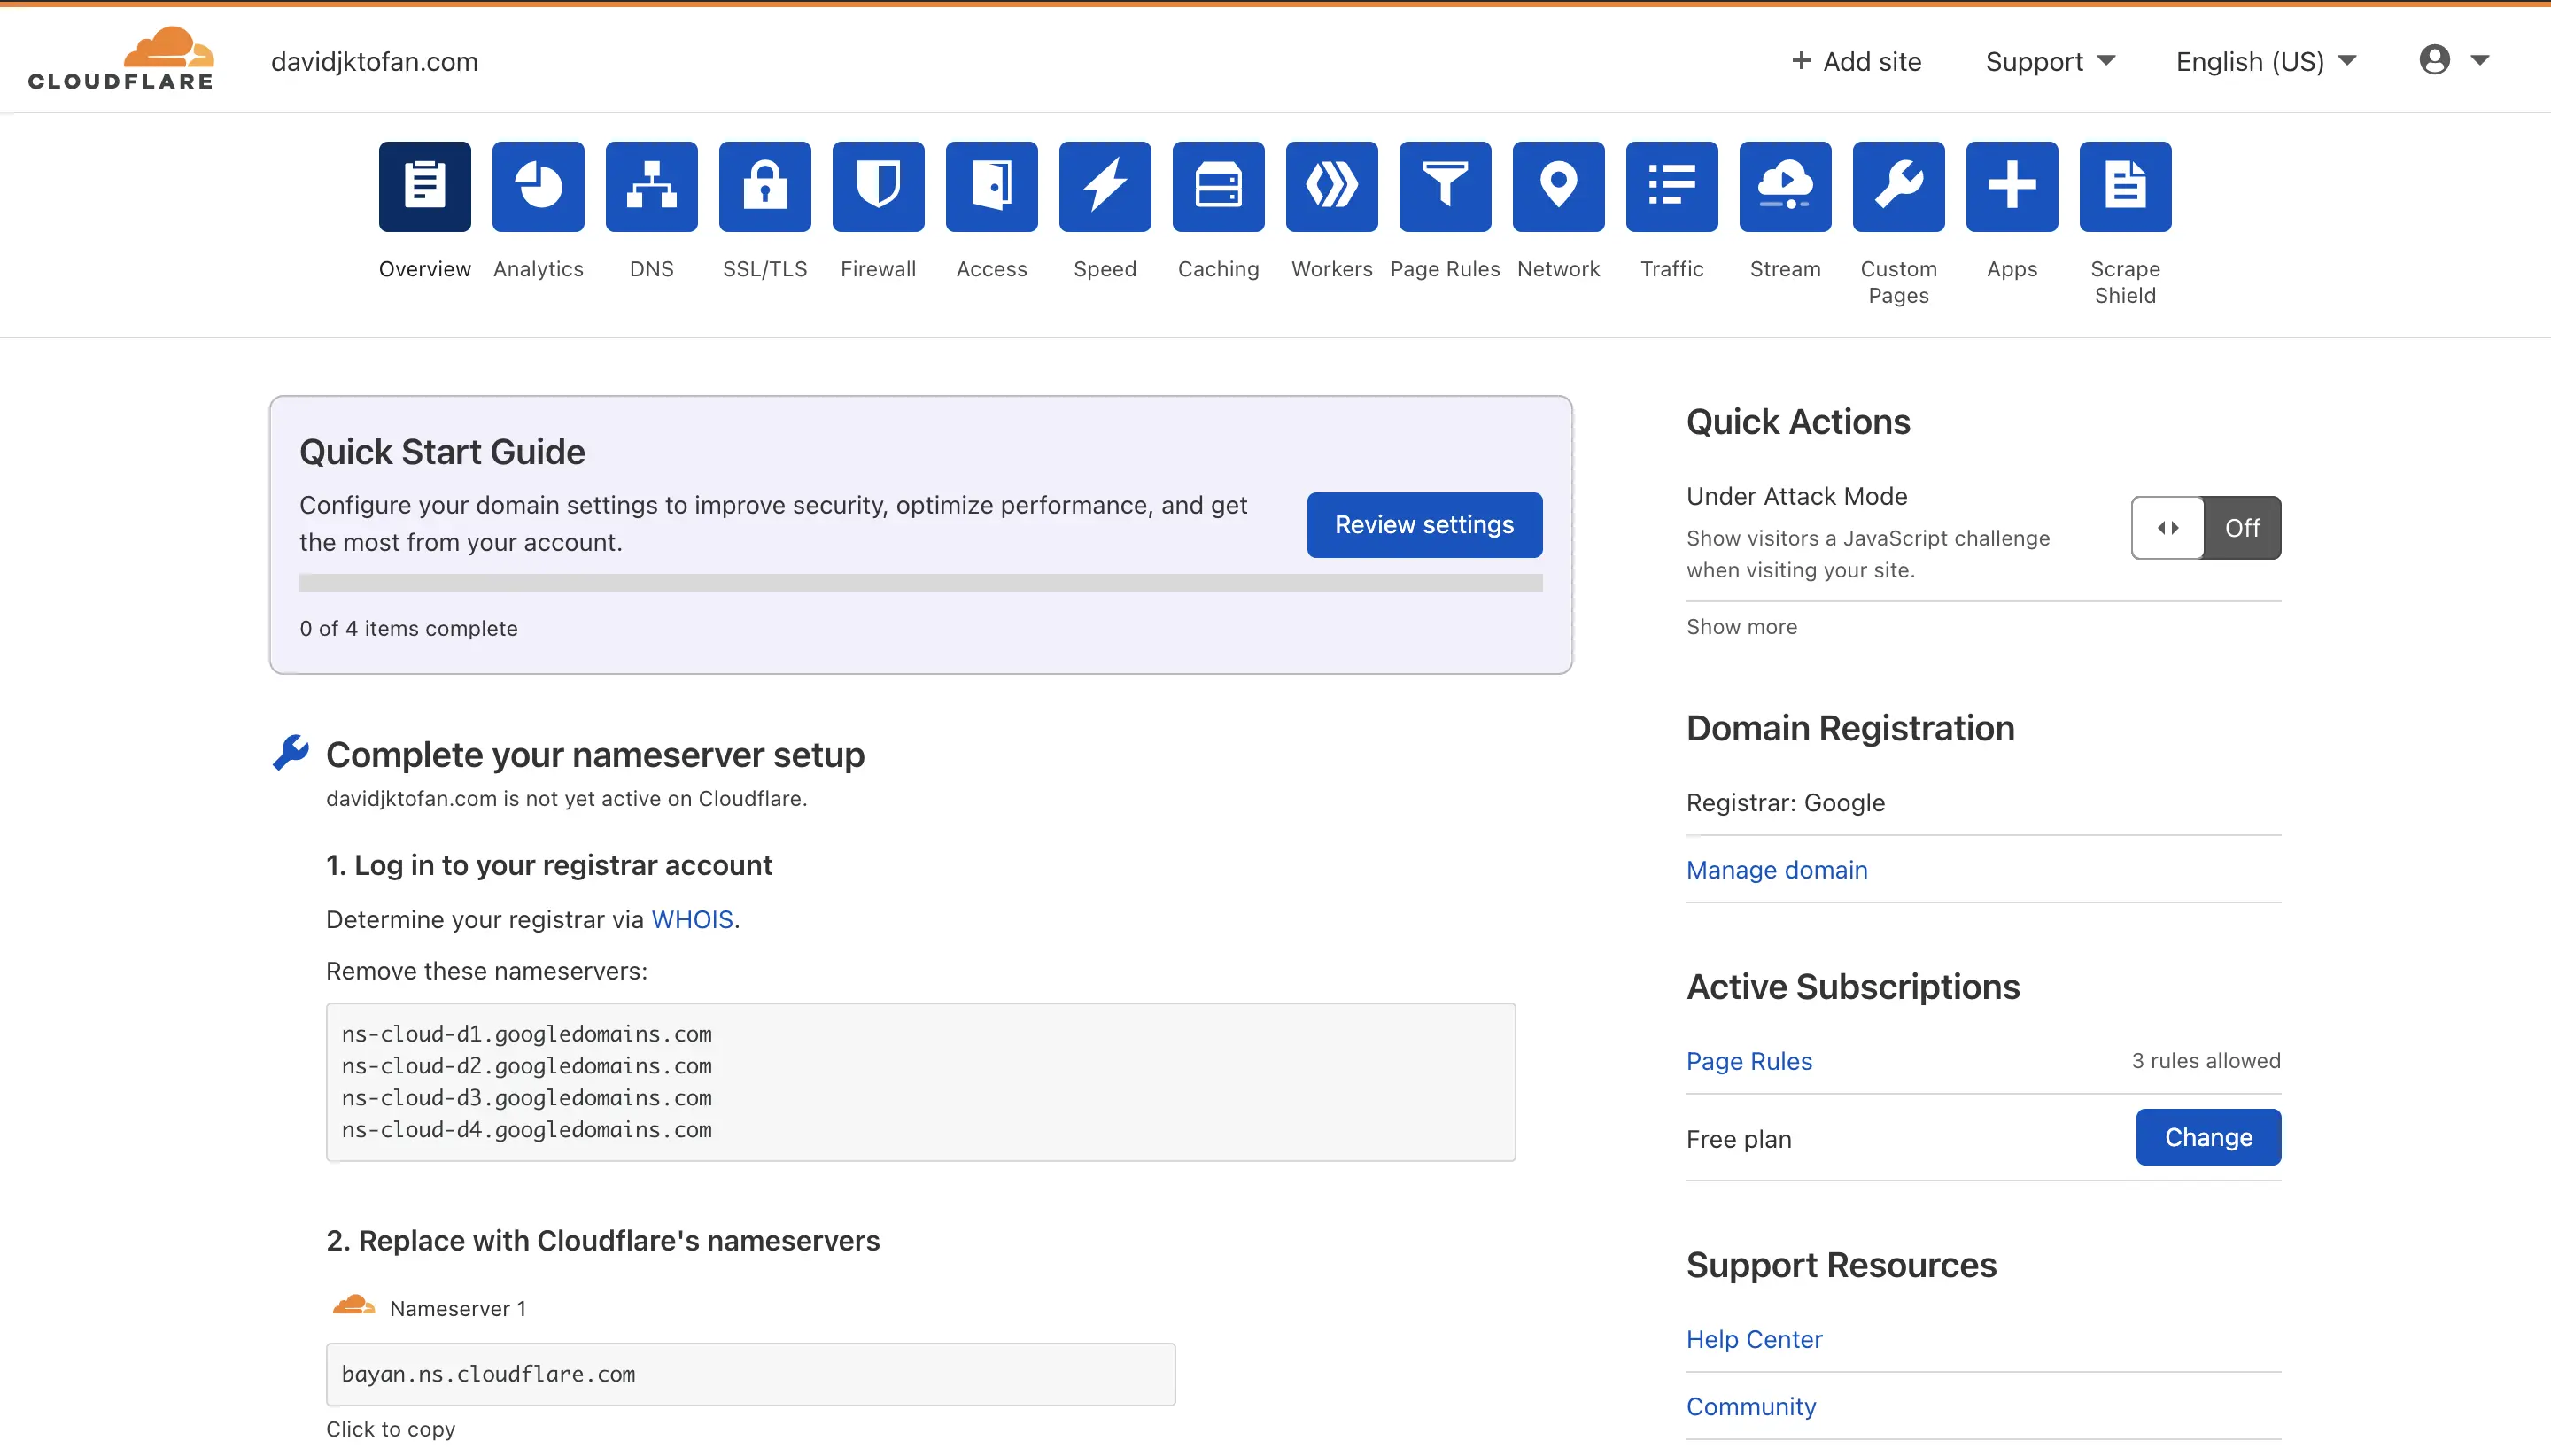 CLOUDFLARE
davidjktofan.com
+ Add site
Support
English (US)
Overview
Analytics
DNS
SSL/TLS
Firewall
Access
Speed
Caching
Workers
Page Rules
Network
Traffic
Stream
Custom
Pages
Apps
Scrape
Shield
Quick Start Guide
Configure your domain settings to improve security, optimize performance, and get
the most from your account.
Review settings
0 of 4 items complete
Complete your nameserver setup
davidjktofan.com is not yet active on Cloudflare.
1. Log in to your registrar account
Determine your registrar via WHOIS.
Remove these nameservers:
ns-cloud-d1.googledomains.com
ns-cloud-d2.googledomains.com
ns-cloud-d3.googledomains.com
ns-cloud-d4.googledomains.com
2. Replace with Cloudflare's nameservers
Nameserver 1
bayan.ns.cloudflare.com
Click to copy
Quick Actions
Under Attack Mode
Show visitors a JavaScript challenge
when visiting your site.
Off
Show more
Domain Registration
Registrar: Google
Manage domain
Active Subscriptions
Page Rules
3 rules allowed
Free plan
Change
Support Resources
Help Center
Community